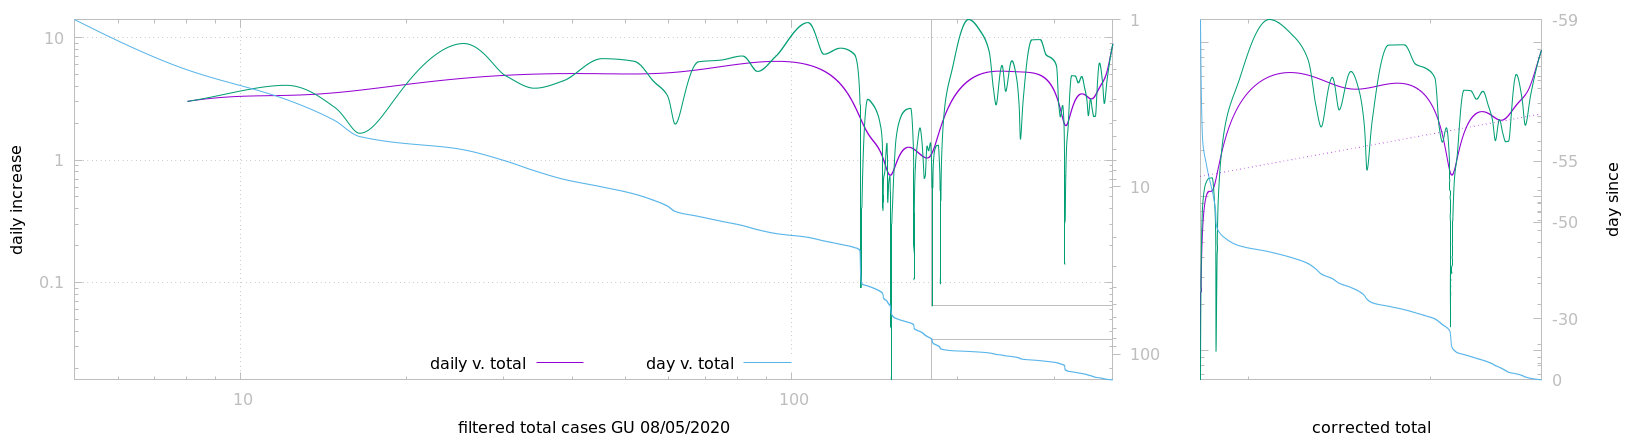 10
1
0.1
daily increase
10
100
daily v. total
day v. total
filtered total cases GU 08/05/2020
1
10
100
-59
-55
-50
-30
0
day since
corrected total